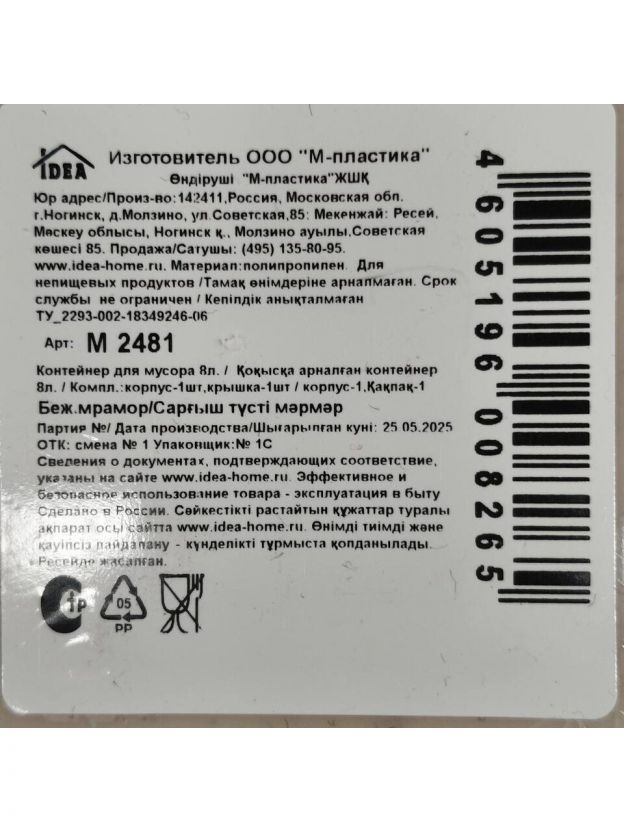 iDEA
Изготовитель ООО "М-пластика"
Өндіруші "М-пластика"ЖШҚ
Юр адрес/Произ-во:142411,Россия, Московская обл.
г.Ногинск, д.Молзино, ул.Советская,85: Мекенжай: Ресей,
Мәскеу облысы, Ногинск қ., Молзино ауылы,Советская
көшесі 85. Продажа/Сатушы: (495) 135-80-95.
www.idea-home.ru. Материал:полипропилен. Для
непищевых продуктов /Тамақ өнімдеріне арналмаған. Срок
службы не ограничен / Кепілдік анықталмаған
ТУ_2293-002-18349246-06
Арт: М 2481
Контейнер для мусора 8л. / Қоқысқа арналған контейнер
8л. / Компл.:корпус-1шт,крышка-1шт / корпус-1,Қақпақ-1
Беж.мрамор/Сарғыш түсті мәрмәр
Партия №/ Дата производства/Шығарылған күні: 25.05.2025
ОТК: смена № 1 Упаковщик:№ 1С
Сведения о документах, подтверждающих соответствие,
указаны на сайте www.idea-home.ru. Эффективное и
безопасное использование товара - эксплуатация в быту
Сделано в России. Сәйкестікті растайтын құжаттар туралы
ақпарат осы сайтта www.idea-home.ru. Өнімді тиімді және
қауіпсіз пайдалану - күнделікті тұрмыста қолданылады.
Ресейде жасалған.
05
PP
4605196008265